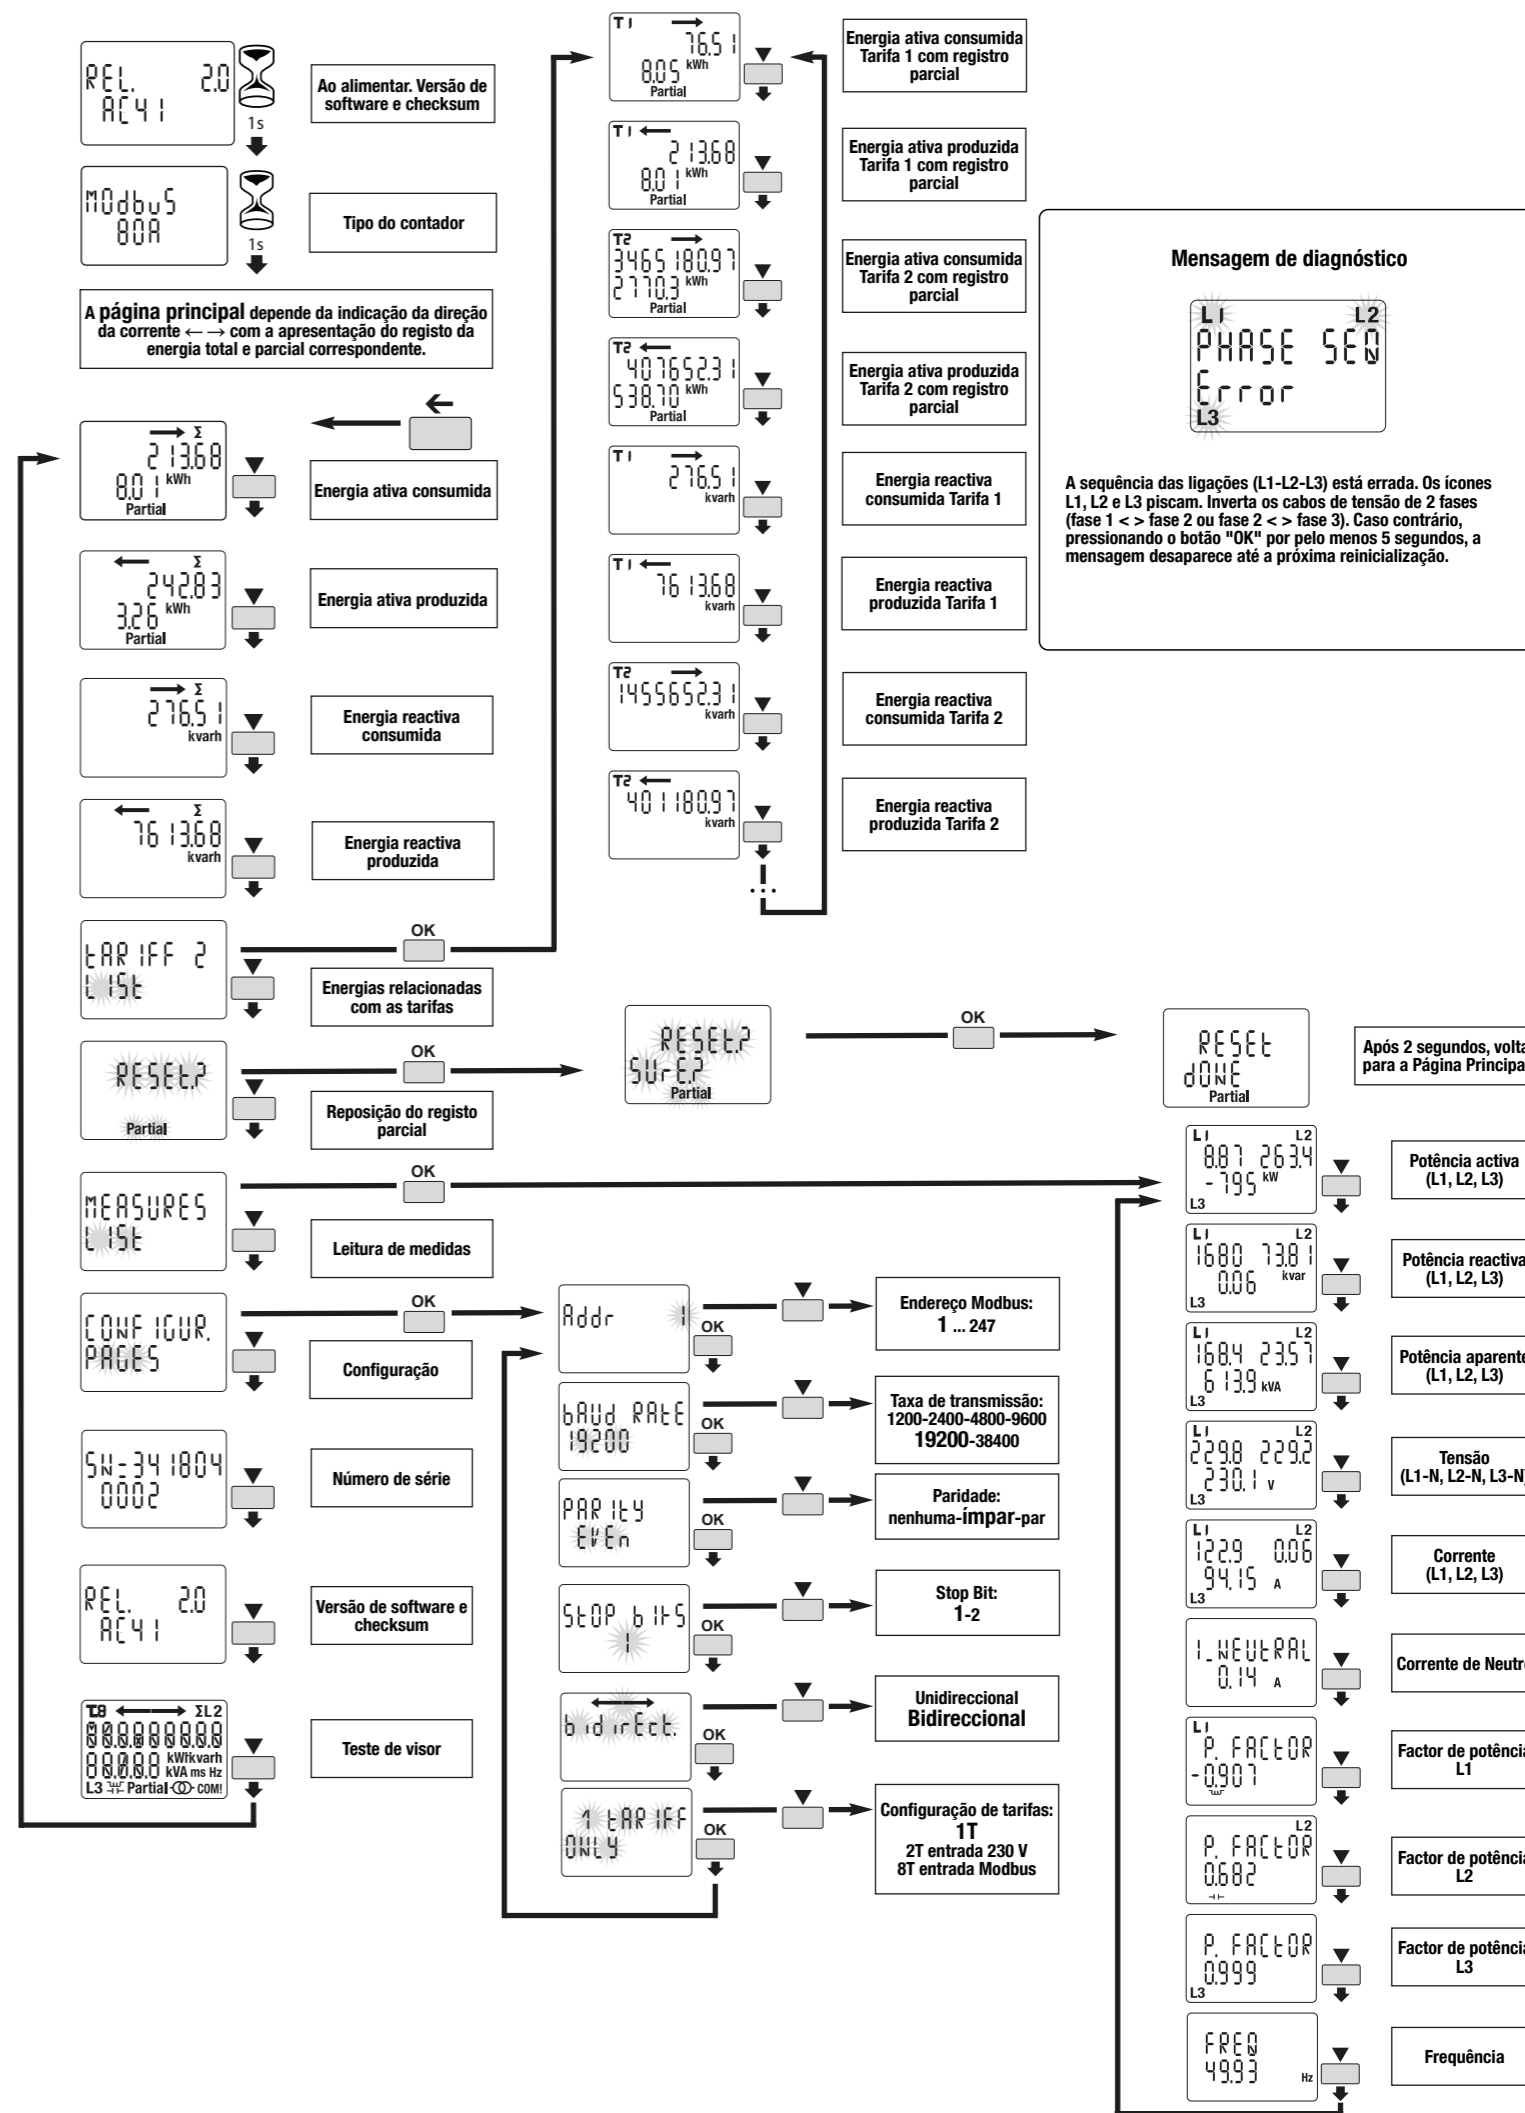 REL. 2.0
AC41
1s
Ao alimentar. Versão de
software e checksum
MOdbuS
80A
1s
Tipo do contador
A página principal depende da indicação da direção
da corrente ←→ com a apresentação do registo da
energia total e parcial correspondente.
→ Σ
213.68
8.01 kWh
Partial
Energia ativa consumida
← Σ
242.83
3.26 kWh
Partial
Energia ativa produzida
→ Σ
276.51
kvarh
Energia reactiva
consumida
← Σ
7613.68
kvarh
Energia reactiva
produzida
tARIFF 2
LISt
OK
Energias relacionadas
com as tarifas
RESEt.?
Partial
OK
Reposição do registo
parcial
RESEt.?
SUrE.?
Partial
OK
RESEt
dONE
Partial
Após 2 segundos, volta
para a Página Principa
MEASURES
LISt
OK
Leitura de medidas
CONFIGUR.
PAGES
OK
Configuração
SN-341804
0002
Número de série
REL. 2.0
AC41
Versão de software e
checksum
ΣL2
kWhkvarh
kVA ms Hz
L3 Partial COM!
Teste de visor
T1 →
76.51
8.05 kWh
Partial
Energia ativa consumida
Tarifa 1 com registro
parcial
T1 ←
213.68
8.01 kWh
Partial
Energia ativa produzida
Tarifa 1 com registro
parcial
T2 →
3465180.97
2770.3 kWh
Partial
Energia ativa consumida
Tarifa 2 com registro
parcial
T2 ←
407652.31
538.70 kWh
Partial
Energia ativa produzida
Tarifa 2 com registro
parcial
T1 →
276.51
kvarh
Energia reactiva
consumida Tarifa 1
T1 ←
7613.68
kvarh
Energia reactiva
produzida Tarifa 1
T2 →
1455652.31
kvarh
Energia reactiva
consumida Tarifa 2
T2 ←
401180.97
kvarh
Energia reactiva
produzida Tarifa 2
...
Mensagem de diagnóstico
L1 L2
PHASE SEQ
Error
L3
A sequência das ligações (L1-L2-L3) está errada. Os ícones
L1, L2 e L3 piscam. Inverta os cabos de tensão de 2 fases
(fase 1 < > fase 2 ou fase 2 < > fase 3). Caso contrário,
pressionando o botão "OK" por pelo menos 5 segundos, a
mensagem desaparece até a próxima reinicialização.
Addr 1
OK
Endereço Modbus:
1 ... 247
bAUd RAtE
19200
OK
Taxa de transmissão:
1200-2400-4800-9600
19200-38400
PARItY
EVEn
OK
Paridade:
nenhuma-ímpar-par
StOP bItS
1
OK
Stop Bit:
1-2
bidirEct.
OK
Unidireccional
Bidireccional
1 tARIFF
ONLY
OK
Configuração de tarifas:
1T
2T entrada 230 V
8T entrada Modbus
L1 L2
8.87 263.4
-795 kW
L3
Potência activa
(L1, L2, L3)
L1 L2
1680 73.81
0.06 kvar
L3
Potência reactiva
(L1, L2, L3)
L1 L2
168.4 23.57
613.9 kVA
L3
Potência aparente
(L1, L2, L3)
L1 L2
229.8 229.2
230.1 V
L3
Tensão
(L1-N, L2-N, L3-N)
L1 L2
122.9 0.06
94.15 A
L3
Corrente
(L1, L2, L3)
I_NEUtRAL
0.14 A
Corrente de Neutro
L1
P. FACtOR
-0.907
Factor de potência
L1
L2
P. FACtOR
0.682
Factor de potência
L2
P. FACtOR
0.999
L3
Factor de potência
L3
FREQ
49.93
Hz
Frequência